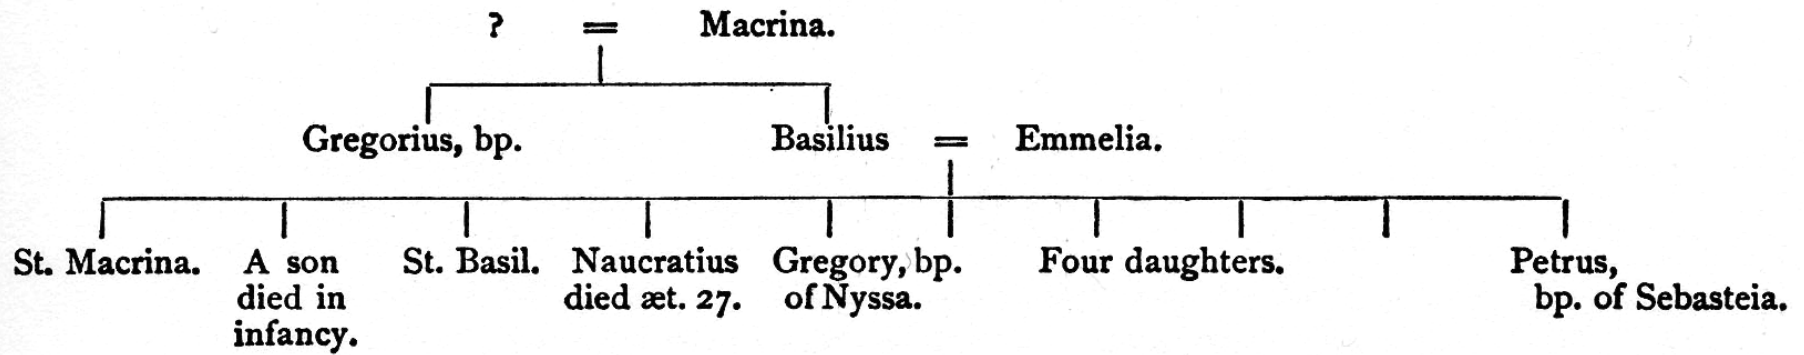 ? = Macrina.
Gregorius, bp. Basilius = Emmelia.
St. Macrina. A son St. Basil. Naucratius Gregory, bp. Four daughters. Petrus,
died in died æt. 27. of Nyssa. bp. of Sebasteia.
infancy.